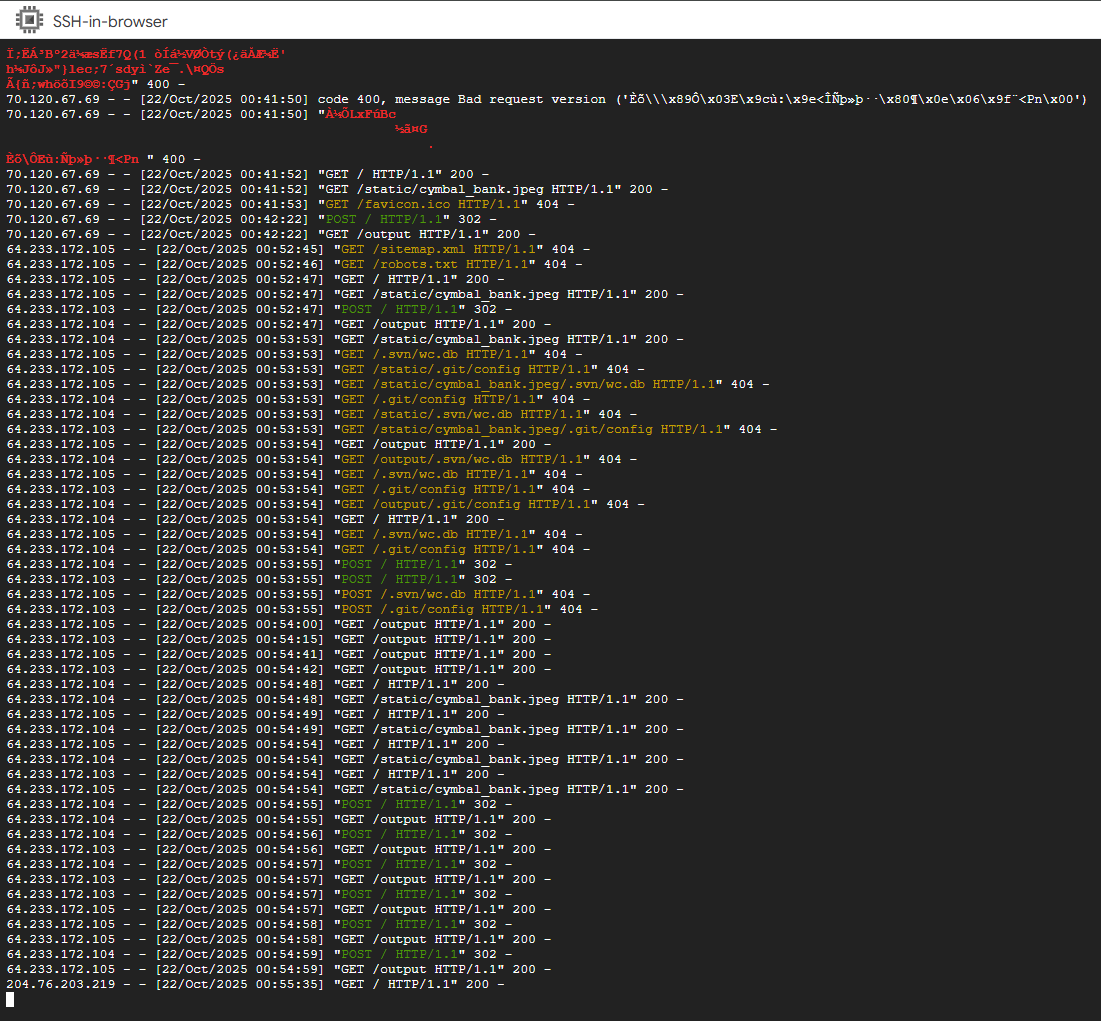 SSH-in-browser
h¼JôJ»"}lec;7´sdyì`Ze¯.\¤QÖs
" 400 -
70.120.67.69 - - [22/Oct/2025 00:41:50] code 400, message Bad request version ('Èõ\\\x89Ô\x03E\x9cù:\x9e<ÎÑþ»þ··\x80¶\x0e\x06\x9f¨<Pn\x00')
70.120.67.69 - - [22/Oct/2025 00:41:50] "À¼ÕLxFúBc
½ã¤G
.
Èõ\ÔEù:Ñþ»þ··¶<Pn " 400 -
70.120.67.69 - - [22/Oct/2025 00:41:52] "GET / HTTP/1.1" 200 -
70.120.67.69 - - [22/Oct/2025 00:41:52] "GET /static/cymbal_bank.jpeg HTTP/1.1" 200 -
70.120.67.69 - - [22/Oct/2025 00:41:53] "GET /favicon.ico HTTP/1.1" 404 -
70.120.67.69 - - [22/Oct/2025 00:42:22] "POST / HTTP/1.1" 302 -
70.120.67.69 - - [22/Oct/2025 00:42:22] "GET /output HTTP/1.1" 200 -
64.233.172.105 - - [22/Oct/2025 00:52:45] "GET /sitemap.xml HTTP/1.1" 404 -
64.233.172.105 - - [22/Oct/2025 00:52:46] "GET /robots.txt HTTP/1.1" 404 -
64.233.172.105 - - [22/Oct/2025 00:52:47] "GET / HTTP/1.1" 200 -
64.233.172.105 - - [22/Oct/2025 00:52:47] "GET /static/cymbal_bank.jpeg HTTP/1.1" 200 -
64.233.172.103 - - [22/Oct/2025 00:52:47] "POST / HTTP/1.1" 302 -
64.233.172.104 - - [22/Oct/2025 00:52:47] "GET /output HTTP/1.1" 200 -
64.233.172.104 - - [22/Oct/2025 00:53:53] "GET /static/cymbal_bank.jpeg HTTP/1.1" 200 -
64.233.172.105 - - [22/Oct/2025 00:53:53] "GET /.svn/wc.db HTTP/1.1" 404 -
64.233.172.105 - - [22/Oct/2025 00:53:53] "GET /static/.git/config HTTP/1.1" 404 -
64.233.172.105 - - [22/Oct/2025 00:53:53] "GET /static/cymbal_bank.jpeg/.svn/wc.db HTTP/1.1" 404 -
64.233.172.104 - - [22/Oct/2025 00:53:53] "GET /.git/config HTTP/1.1" 404 -
64.233.172.104 - - [22/Oct/2025 00:53:53] "GET /static/.svn/wc.db HTTP/1.1" 404 -
64.233.172.103 - - [22/Oct/2025 00:53:53] "GET /static/cymbal_bank.jpeg/.git/config HTTP/1.1" 404 -
64.233.172.105 - - [22/Oct/2025 00:53:54] "GET /output HTTP/1.1" 200 -
64.233.172.104 - - [22/Oct/2025 00:53:54] "GET /output/.svn/wc.db HTTP/1.1" 404 -
64.233.172.105 - - [22/Oct/2025 00:53:54] "GET /.svn/wc.db HTTP/1.1" 404 -
64.233.172.103 - - [22/Oct/2025 00:53:54] "GET /.git/config HTTP/1.1" 404 -
64.233.172.104 - - [22/Oct/2025 00:53:54] "GET /output/.git/config HTTP/1.1" 404 -
64.233.172.104 - - [22/Oct/2025 00:53:54] "GET / HTTP/1.1" 200 -
64.233.172.105 - - [22/Oct/2025 00:53:54] "GET /.svn/wc.db HTTP/1.1" 404 -
64.233.172.104 - - [22/Oct/2025 00:53:54] "GET /.git/config HTTP/1.1" 404 -
64.233.172.104 - - [22/Oct/2025 00:53:55] "POST / HTTP/1.1" 302 -
64.233.172.103 - - [22/Oct/2025 00:53:55] "POST / HTTP/1.1" 302 -
64.233.172.105 - - [22/Oct/2025 00:53:55] "POST /.svn/wc.db HTTP/1.1" 404 -
64.233.172.104 - - [22/Oct/2025 00:53:55] "POST /.git/config HTTP/1.1" 404 -
64.233.172.105 - - [22/Oct/2025 00:54:00] "GET /output HTTP/1.1" 200 -
64.233.172.103 - - [22/Oct/2025 00:54:15] "GET /output HTTP/1.1" 200 -
64.233.172.105 - - [22/Oct/2025 00:54:41] "GET /output HTTP/1.1" 200 -
64.233.172.103 - - [22/Oct/2025 00:54:42] "GET /output HTTP/1.1" 200 -
64.233.172.104 - - [22/Oct/2025 00:54:48] "GET / HTTP/1.1" 200 -
64.233.172.104 - - [22/Oct/2025 00:54:48] "GET /static/cymbal_bank.jpeg HTTP/1.1" 200 -
64.233.172.105 - - [22/Oct/2025 00:54:49] "GET / HTTP/1.1" 200 -
64.233.172.104 - - [22/Oct/2025 00:54:49] "GET /static/cymbal_bank.jpeg HTTP/1.1" 200 -
64.233.172.105 - - [22/Oct/2025 00:54:54] "GET / HTTP/1.1" 200 -
64.233.172.104 - - [22/Oct/2025 00:54:54] "GET /static/cymbal_bank.jpeg HTTP/1.1" 200 -
64.233.172.103 - - [22/Oct/2025 00:54:54] "GET / HTTP/1.1" 200 -
64.233.172.105 - - [22/Oct/2025 00:54:54] "GET /static/cymbal_bank.jpeg HTTP/1.1" 200 -
64.233.172.104 - - [22/Oct/2025 00:54:55] "POST / HTTP/1.1" 302 -
64.233.172.104 - - [22/Oct/2025 00:54:55] "GET /output HTTP/1.1" 200 -
64.233.172.104 - - [22/Oct/2025 00:54:56] "POST / HTTP/1.1" 302 -
64.233.172.103 - - [22/Oct/2025 00:54:56] "GET /output HTTP/1.1" 200 -
64.233.172.104 - - [22/Oct/2025 00:54:57] "POST / HTTP/1.1" 302 -
64.233.172.103 - - [22/Oct/2025 00:54:57] "GET /output HTTP/1.1" 200 -
64.233.172.103 - - [22/Oct/2025 00:54:57] "POST / HTTP/1.1" 302 -
64.233.172.105 - - [22/Oct/2025 00:54:57] "GET /output HTTP/1.1" 200 -
64.233.172.105 - - [22/Oct/2025 00:54:58] "POST / HTTP/1.1" 302 -
64.233.172.105 - - [22/Oct/2025 00:54:58] "GET /output HTTP/1.1" 200 -
64.233.172.104 - - [22/Oct/2025 00:54:59] "POST / HTTP/1.1" 302 -
64.233.172.105 - - [22/Oct/2025 00:54:59] "GET /output HTTP/1.1" 200 -
204.76.203.219 - - [22/Oct/2025 00:55:35] "GET / HTTP/1.1" 200 -